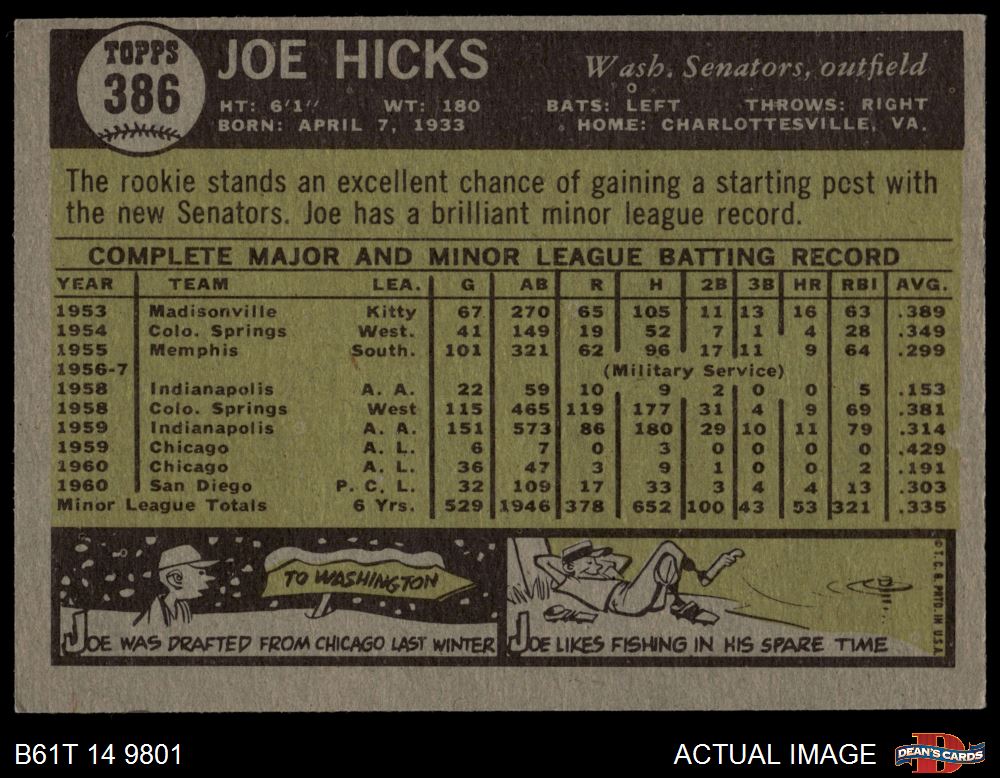 TOPPS
386
JOE HICKS
Wash. Senators, outfield
HT: 6'1" WT: 180 BATS: LEFT THROWS: RIGHT
BORN: APRIL 7, 1933 HOME: CHARLOTTESVILLE, VA.
The rookie stands an excellent chance of gaining a starting post with
the new Senators. Joe has a brilliant minor league record.
COMPLETE MAJOR AND MINOR LEAGUE BATTING RECORD
YEAR TEAM LEA. G AB R H 2B 3B HR RBI AVG.
1953 Madisonville Kitty 67 270 65 105 11 13 16 63 .389
1954 Colo. Springs West. 41 149 19 52 7 1 4 28 .349
1955 Memphis South. 101 321 62 96 17 11 9 64 .299
1956-7 (Military Service)
1958 Indianapolis A. A. 22 59 10 9 2 0 0 5 .153
1958 Colo. Springs West 115 465 119 177 31 4 9 69 .381
1959 Indianapolis A. A. 151 573 86 180 29 10 11 79 .314
1959 Chicago A. L. 6 7 0 3 0 0 0 0 .429
1960 Chicago A. L. 36 47 3 9 1 0 0 2 .191
1960 San Diego P. C. L. 32 109 17 33 3 4 4 13 .303
Minor League Totals 6 Yrs. 529 1946 378 652 100 43 53 321 .335
TO WASHINGTON
JOE WAS DRAFTED FROM CHICAGO LAST WINTER
JOE LIKES FISHING IN HIS SPARE TIME
© T.C.G. PRTD. IN U.S.A.
B61T 14 9801
ACTUAL IMAGE
DEAN'S CARDS